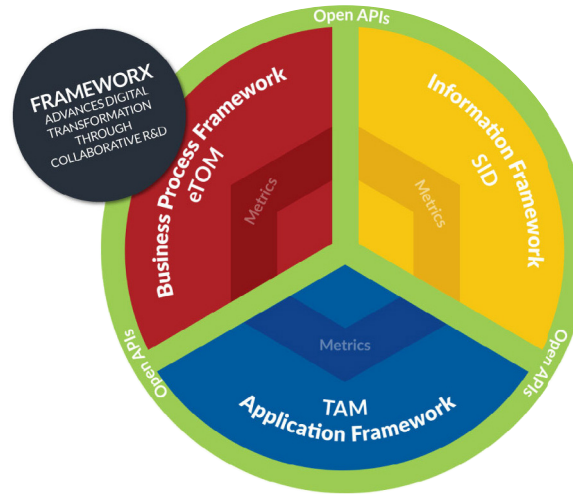 Open APIs
FRAMEWORX
ADVANCES DIGITAL
TRANSFORMATION
THROUGH
COLLABORATIVE R&D
Business Process Framework
eTOM
Metrics
Information Framework
SID
Metrics
Metrics
TAM
Application Framework
Open APIs
Open APIs